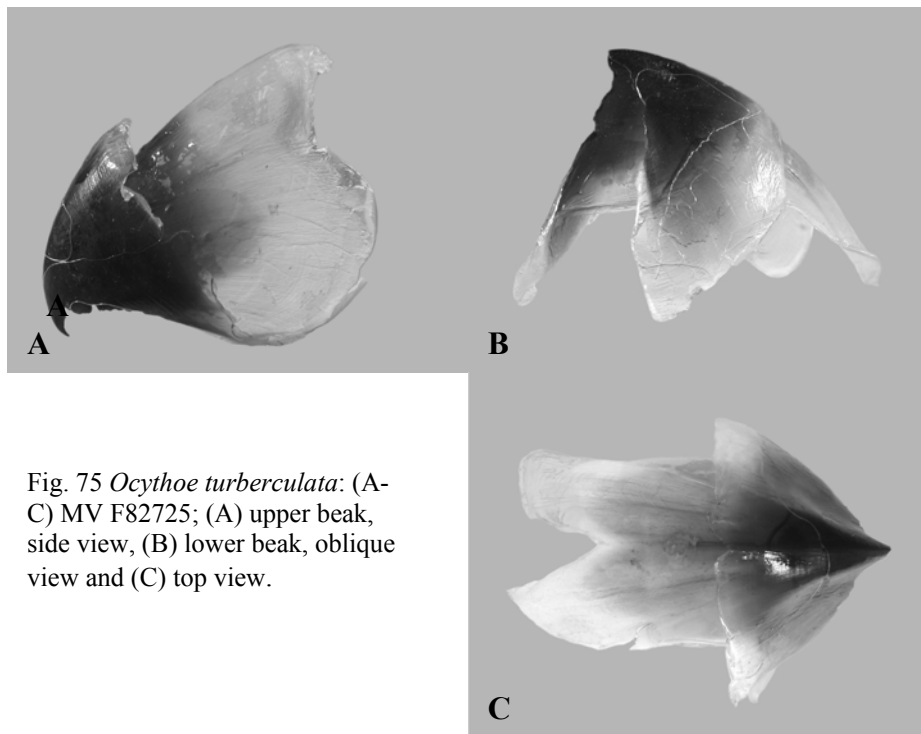 A
A
B
Fig. 75 Ocythoe turberculata: (A-
C) MV F82725; (A) upper beak,
side view, (B) lower beak, oblique
view and (C) top view.
C